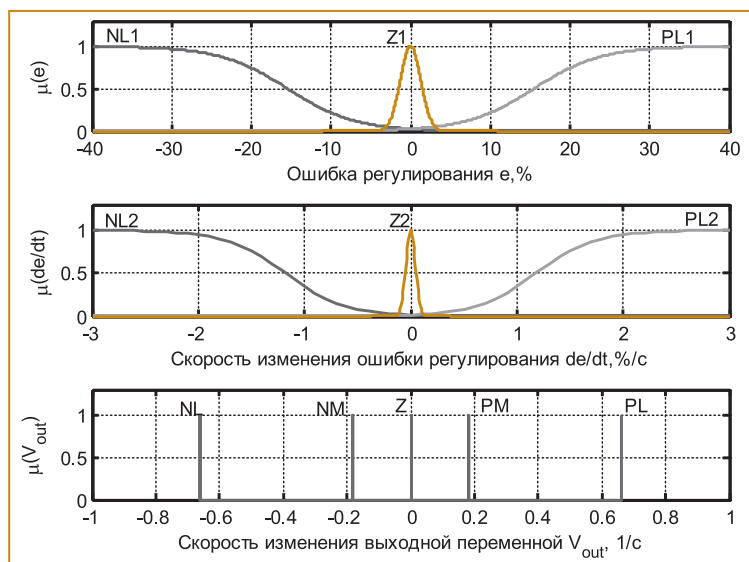 NL1 Z1 PL1
μ(e)
1
0.5
0
-40 -30 -20 -10 0 10 20 30 40
Ошибка регулирования e,%
NL2 Z2 PL2
μ(de/dt)
1
0.5
0
-3 -2 -1 0 1 2 3
Скорость изменения ошибки регулирования de/dt,%/c
NL NM Z PM PL
μ(Vout)
1
0.5
0
-1 -0.8 -0.6 -0.4 -0.2 0 0.2 0.4 0.6 0.8 1
Скорость изменения выходной переменной Vout, 1/c